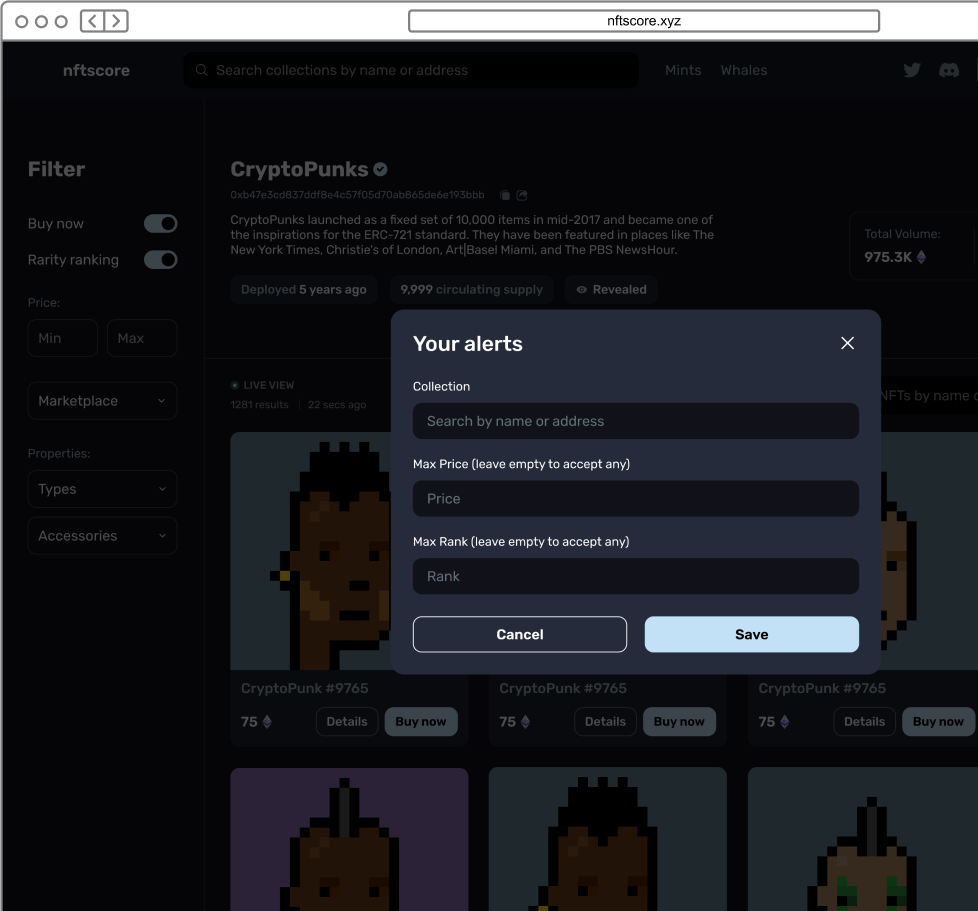 nftscore.xyz
nftscore
Search collections by name or address
Mints
Whales
Filter
Buy now
Rarity ranking
Price:
Min
Max
Marketplace
Properties:
Types
Accessories
CryptoPunks
0xb47e3cd837ddf8e4c57f05d70ab865de6e193bbb
CryptoPunks launched as a fixed set of 10,000 items in mid-2017 and became one of
the inspirations for the ERC-721 standard. They have been featured in places like The
New York Times, Christie's of London, Art|Basel Miami, and The PBS NewsHour.
Total Volume:
975.3K
Deployed 5 years ago
9,999 circulating supply
Revealed
LIVE VIEW
1281 results
22 secs ago
NFTs by name
Your alerts
Collection
Search by name or address
Max Price (leave empty to accept any)
Price
Max Rank (leave empty to accept any)
Rank
Cancel
Save
CryptoPunk #9765
75
Details
Buy now
CryptoPunk #9765
75
Details
Buy now
CryptoPunk #9765
75
Details
Buy now